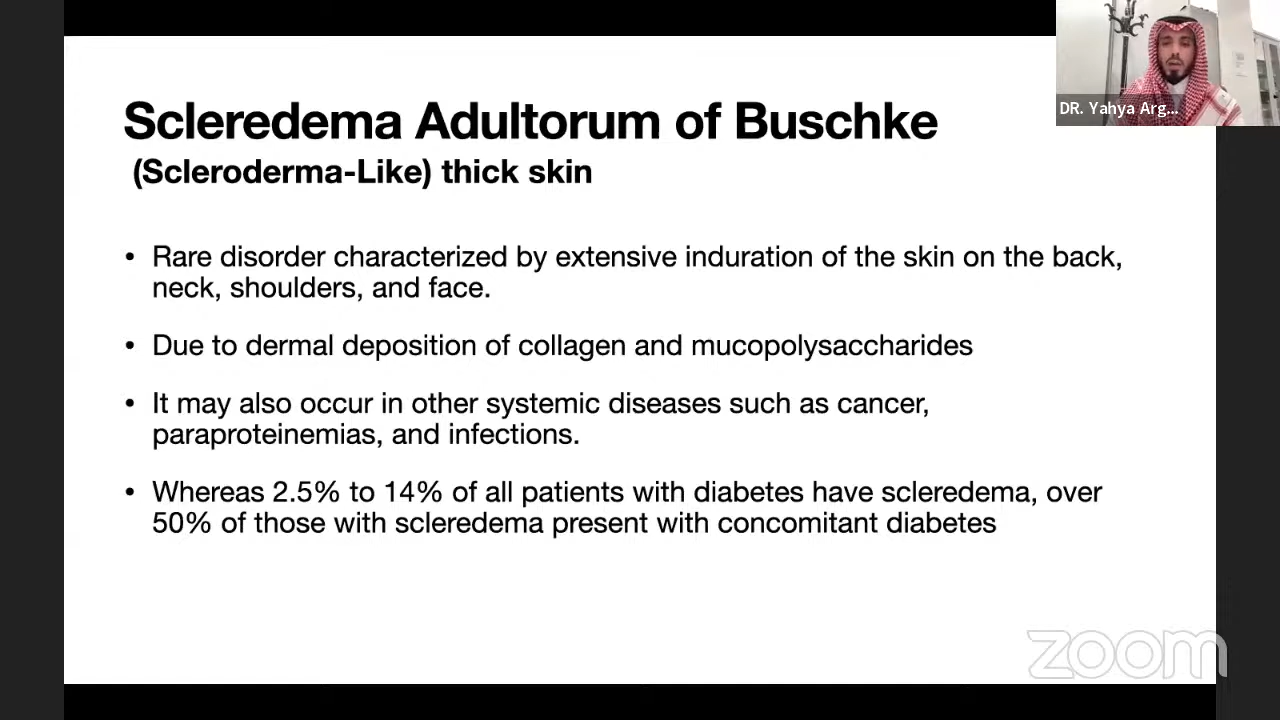 DR. Yahya Arg...
Scleredema Adultorum of Buschke
(Scleroderma-Like) thick skin
• Rare disorder characterized by extensive induration of the skin on the back,
neck, shoulders, and face.
• Due to dermal deposition of collagen and mucopolysaccharides
• It may also occur in other systemic diseases such as cancer,
paraproteinemias, and infections.
• Whereas 2.5% to 14% of all patients with diabetes have scleredema, over
50% of those with scleredema present with concomitant diabetes
zoom